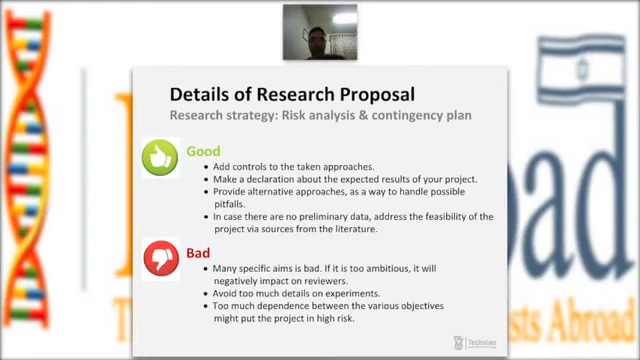 Details of Research Proposal
Research strategy: Risk analysis & contingency plan
Good
• Add controls to the taken approaches.
• Make a declaration about the expected results of your project.
• Provide alternative approaches, as a way to handle possible
pitfalls.
• In case there are no preliminary data, address the feasibility of the
project via sources from the literature.
Bad
• Many specific aims is bad. If it is too ambitious, it will
negatively impact on reviewers.
• Avoid too much details on experiments.
• Too much dependence between the various objectives
might put the project in high risk.
Technion
sts Abroad